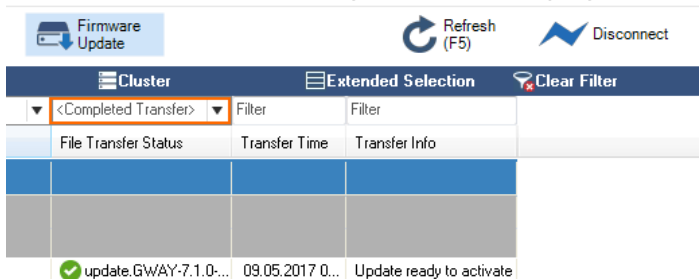 Firmware
Update
Refresh
(F5)
Disconnect
Cluster
Extended Selection
Clear Filter
<Completed Transfer>
Filter
Filter
File Transfer Status
Transfer Time
Transfer Info
update.GWAY-7.1.0-...
09.05.2017 0...
Update ready to activate